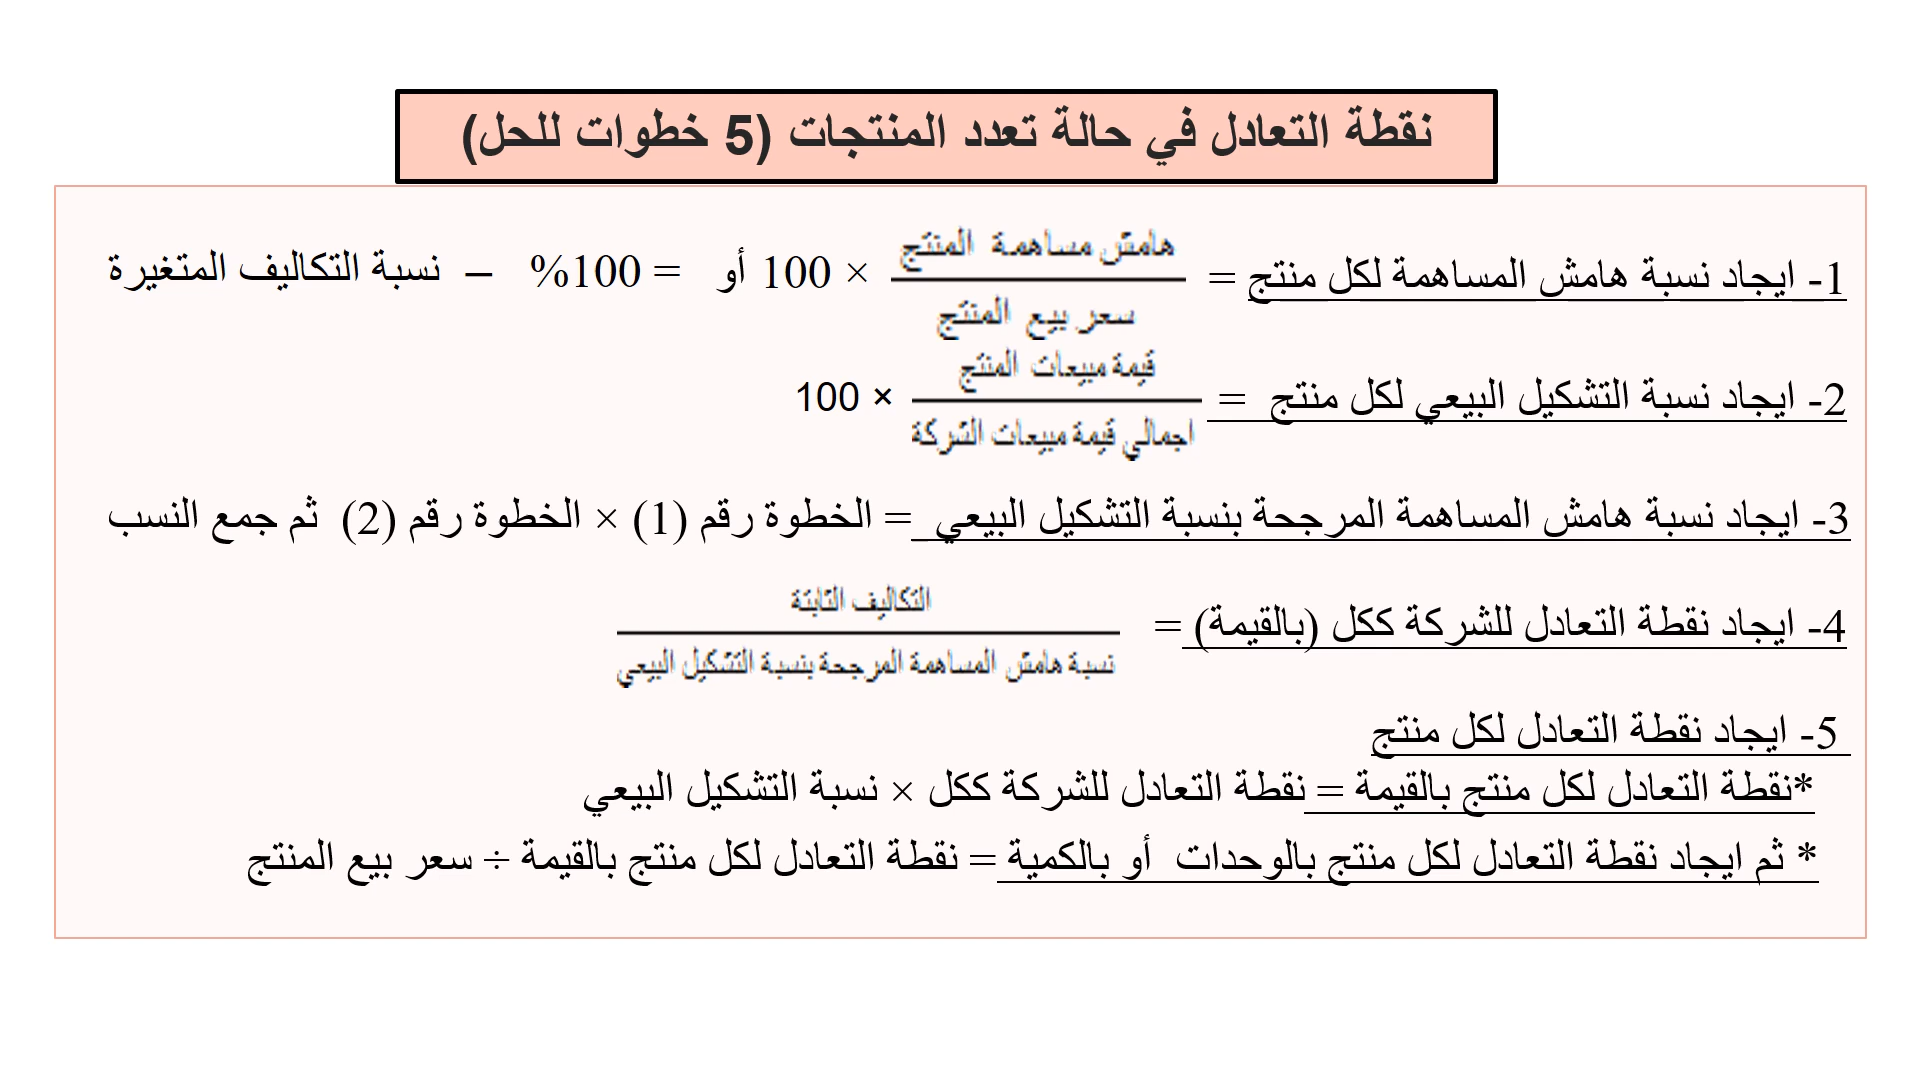 نقطة التعادل في حالة تعدد المنتجات (5 خطوات للحل)
1- ايجاد نسبة هامش المساهمة لكل منتج = هامش مساهمة المنتج / سعر بيع المنتج × 100 أو = 100% – نسبة التكاليف المتغيرة
2- ايجاد نسبة التشكيل البيعي لكل منتج = قيمة مبيعات المنتج / اجمالي قيمة مبيعات الشركة × 100
3- ايجاد نسبة هامش المساهمة المرجحة بنسبة التشكيل البيعي = الخطوة رقم (1) × الخطوة رقم (2) ثم جمع النسب
4- ايجاد نقطة التعادل للشركة ككل (بالقيمة) = التكاليف الثابتة / نسبة هامش المساهمة المرجحة بنسبة التشكيل البيعي
5- ايجاد نقطة التعادل لكل منتج
*نقطة التعادل لكل منتج بالقيمة = نقطة التعادل للشركة ككل × نسبة التشكيل البيعي
* ثم ايجاد نقطة التعادل لكل منتج بالوحدات أو بالكمية = نقطة التعادل لكل منتج بالقيمة ÷ سعر بيع المنتج